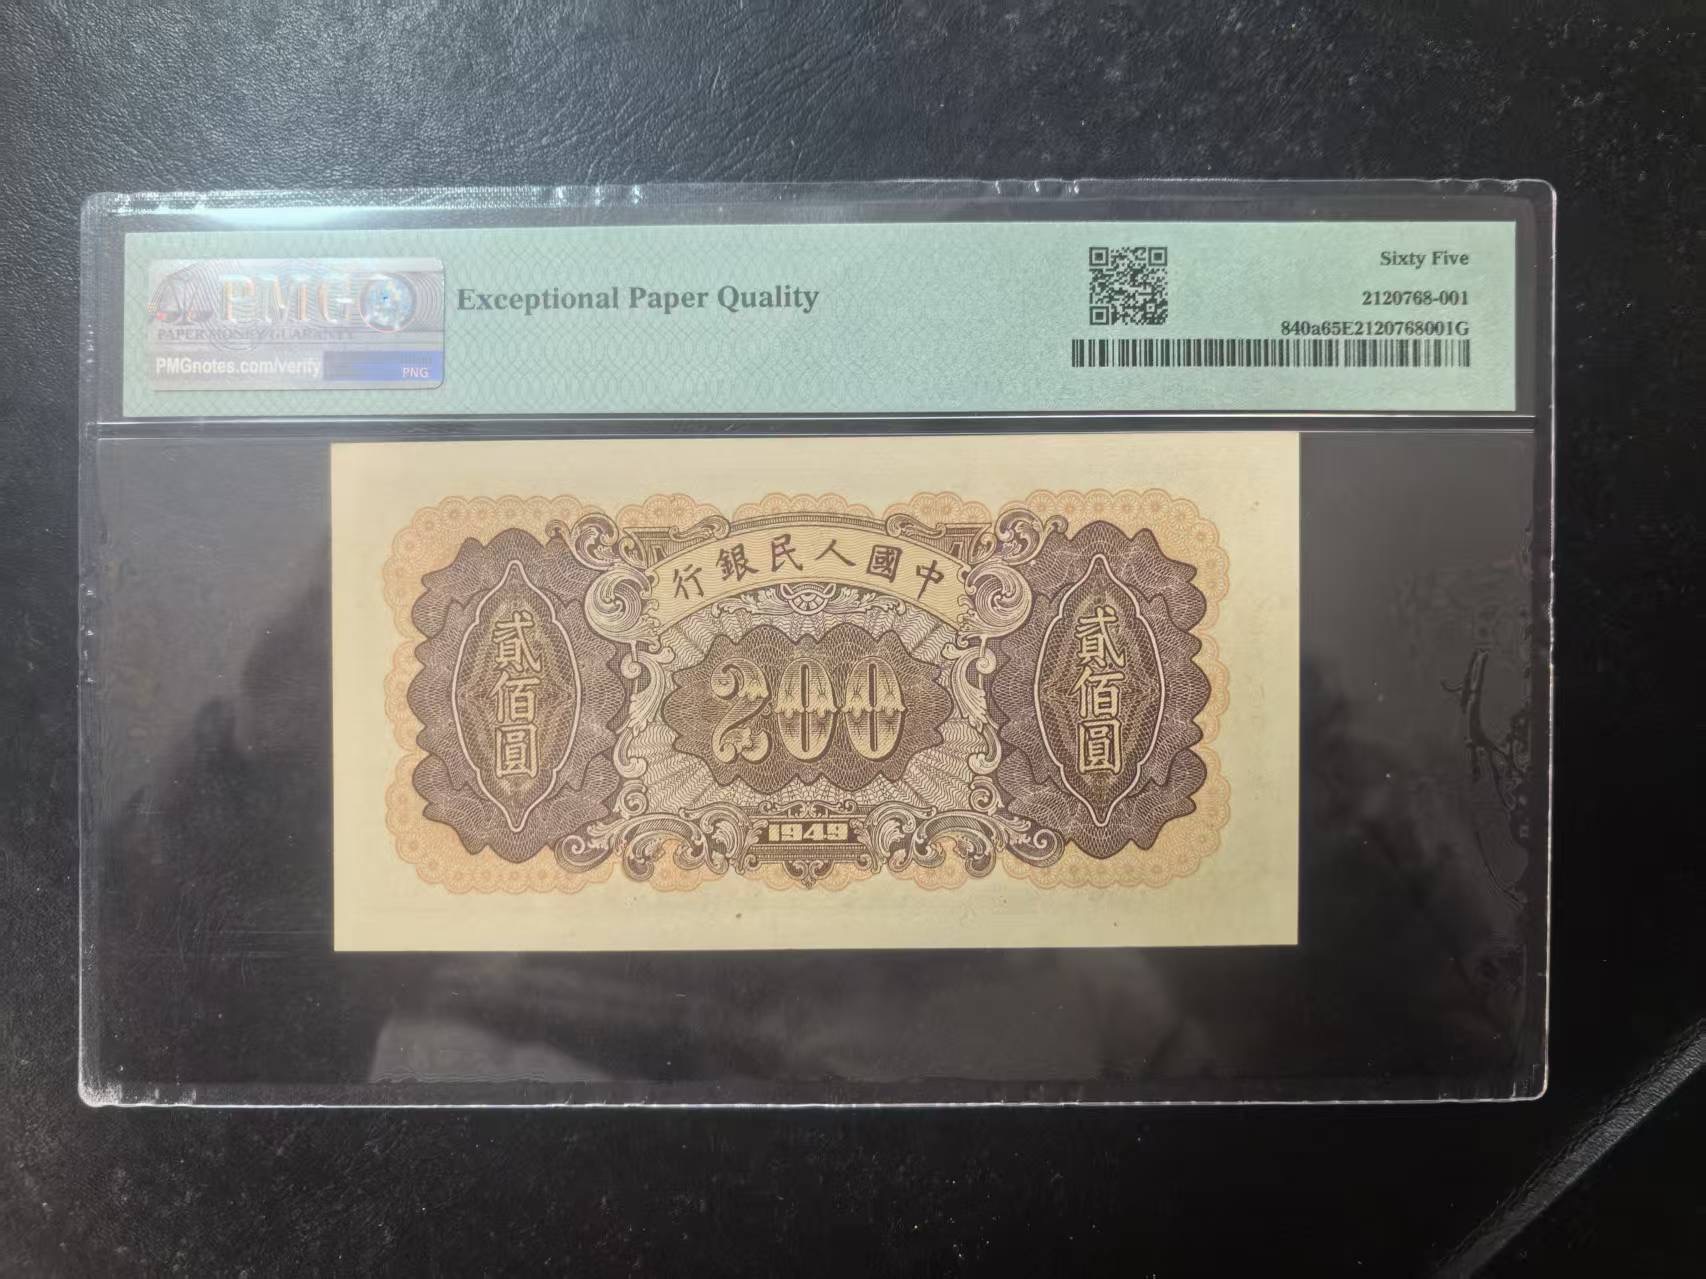 PMG
PAPER MONEY GUARANTY
PMGnotes.com/verify
PNG
Exceptional Paper Quality
Sixty Five
2120768-001
840a65E2120768001G
行銀民人國中
貳佰圓
200
貳佰圓
1949